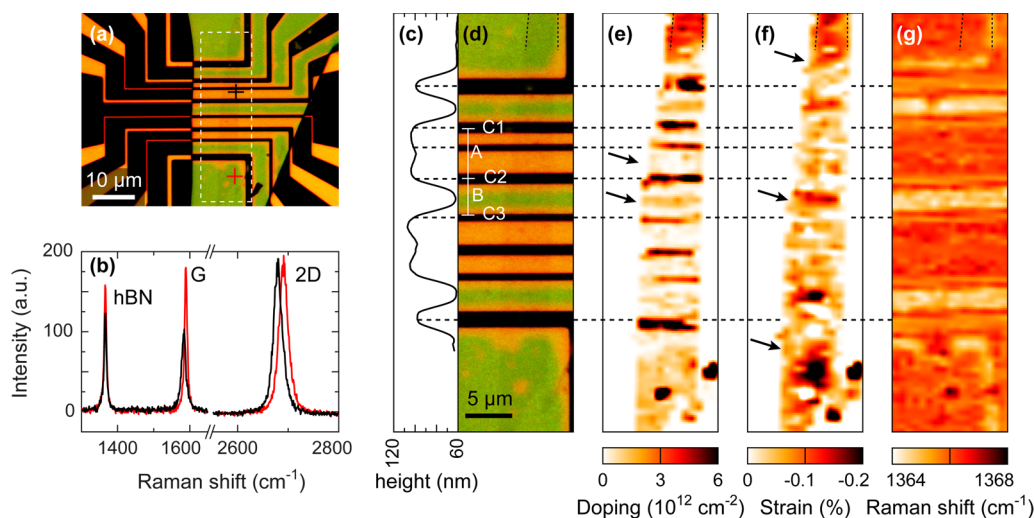 (a)
10 μm
(b)
Intensity (a.u.)
200
150
100
50
0
hBN
G
2D
1400
1600
2600
2800
Raman shift (cm⁻¹)
(c)
120
60
height (nm)
(d)
C1
A
C2
B
C3
5 μm
(e)
0
3
6
Doping (10¹² cm⁻²)
(f)
0
-0.1
-0.2
Strain (%)
(g)
1364
1368
Raman shift (cm⁻¹)